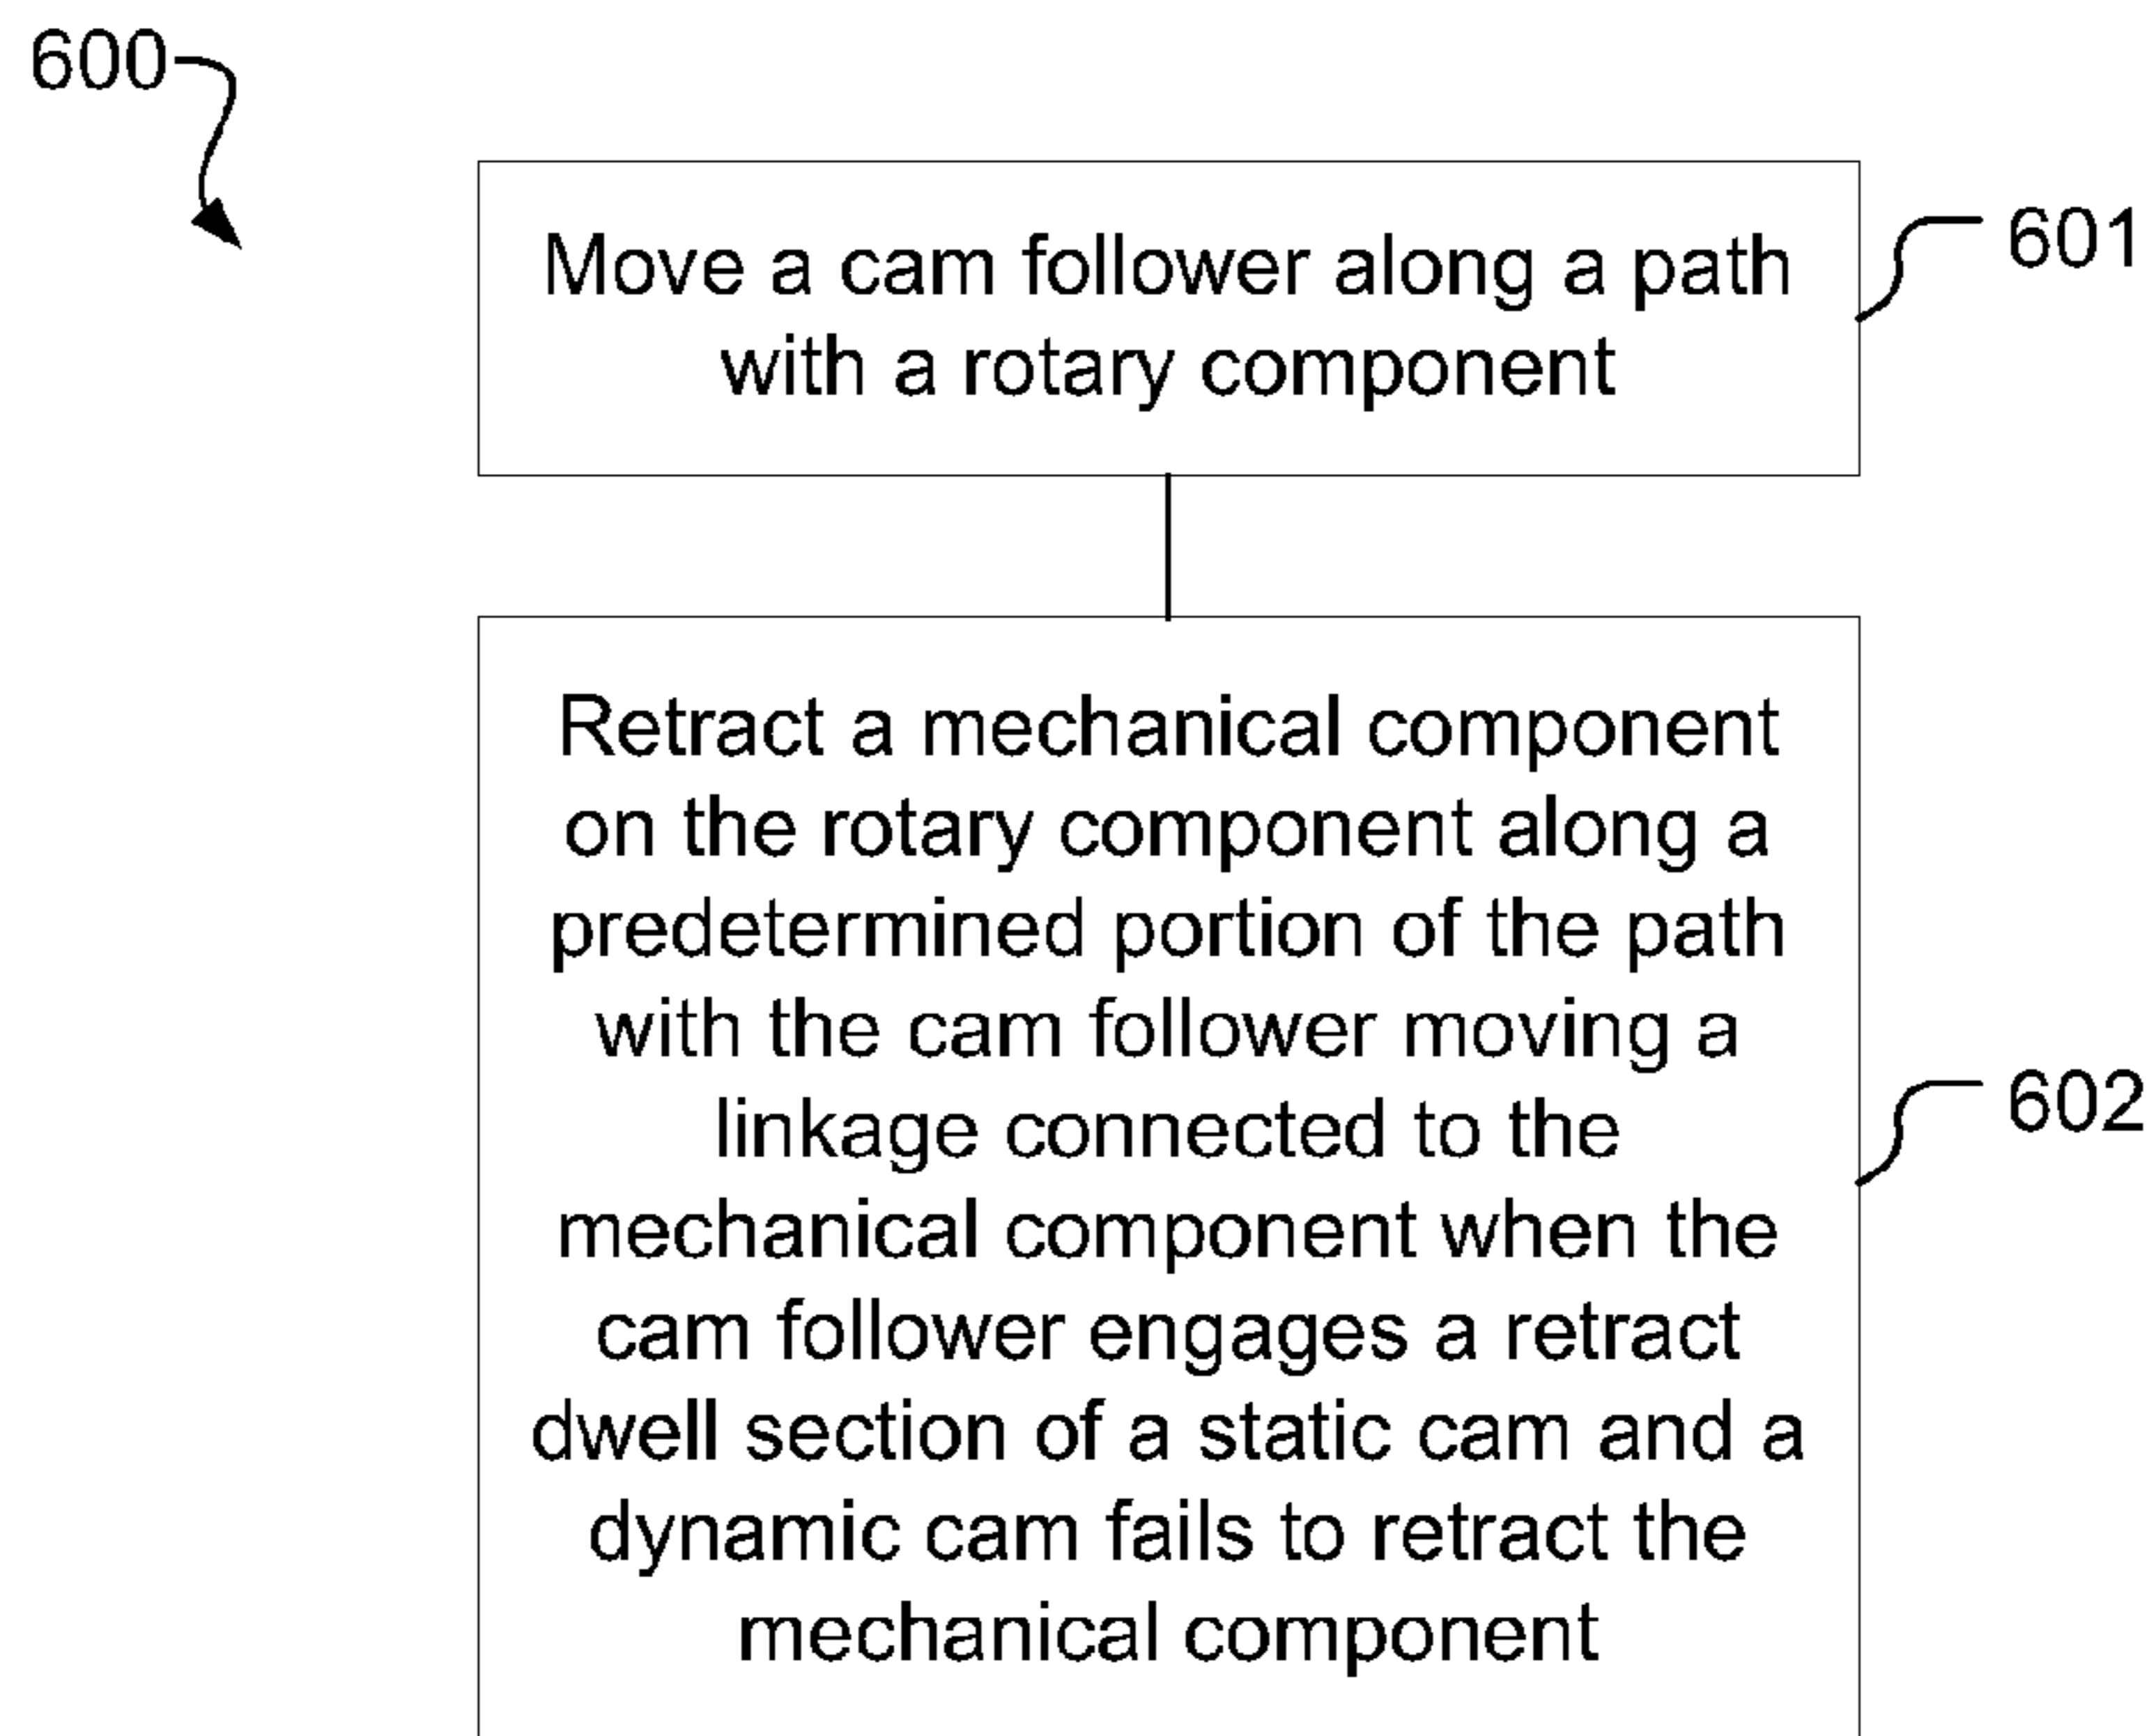 600
Move a cam follower along a path
with a rotary component
601
Retract a mechanical component
on the rotary component along a
predetermined portion of the path
with the cam follower moving a
linkage connected to the
mechanical component when the
cam follower engages a retract
dwell section of a static cam and a
dynamic cam fails to retract the
mechanical component
602